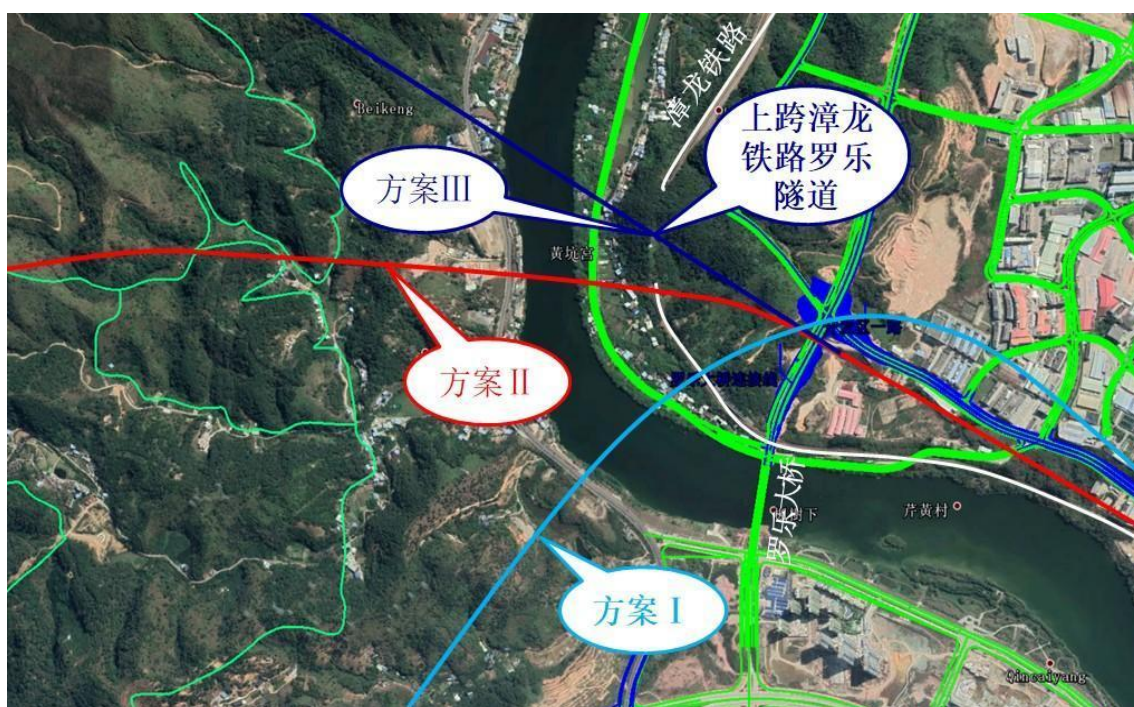 漳龙铁路
Beikeng
上跨漳龙
铁路罗乐
隧道
方案Ⅲ
黄坑宫
方案Ⅱ
罗乐大桥
芹黄村
方案Ⅰ
Qincaiyang